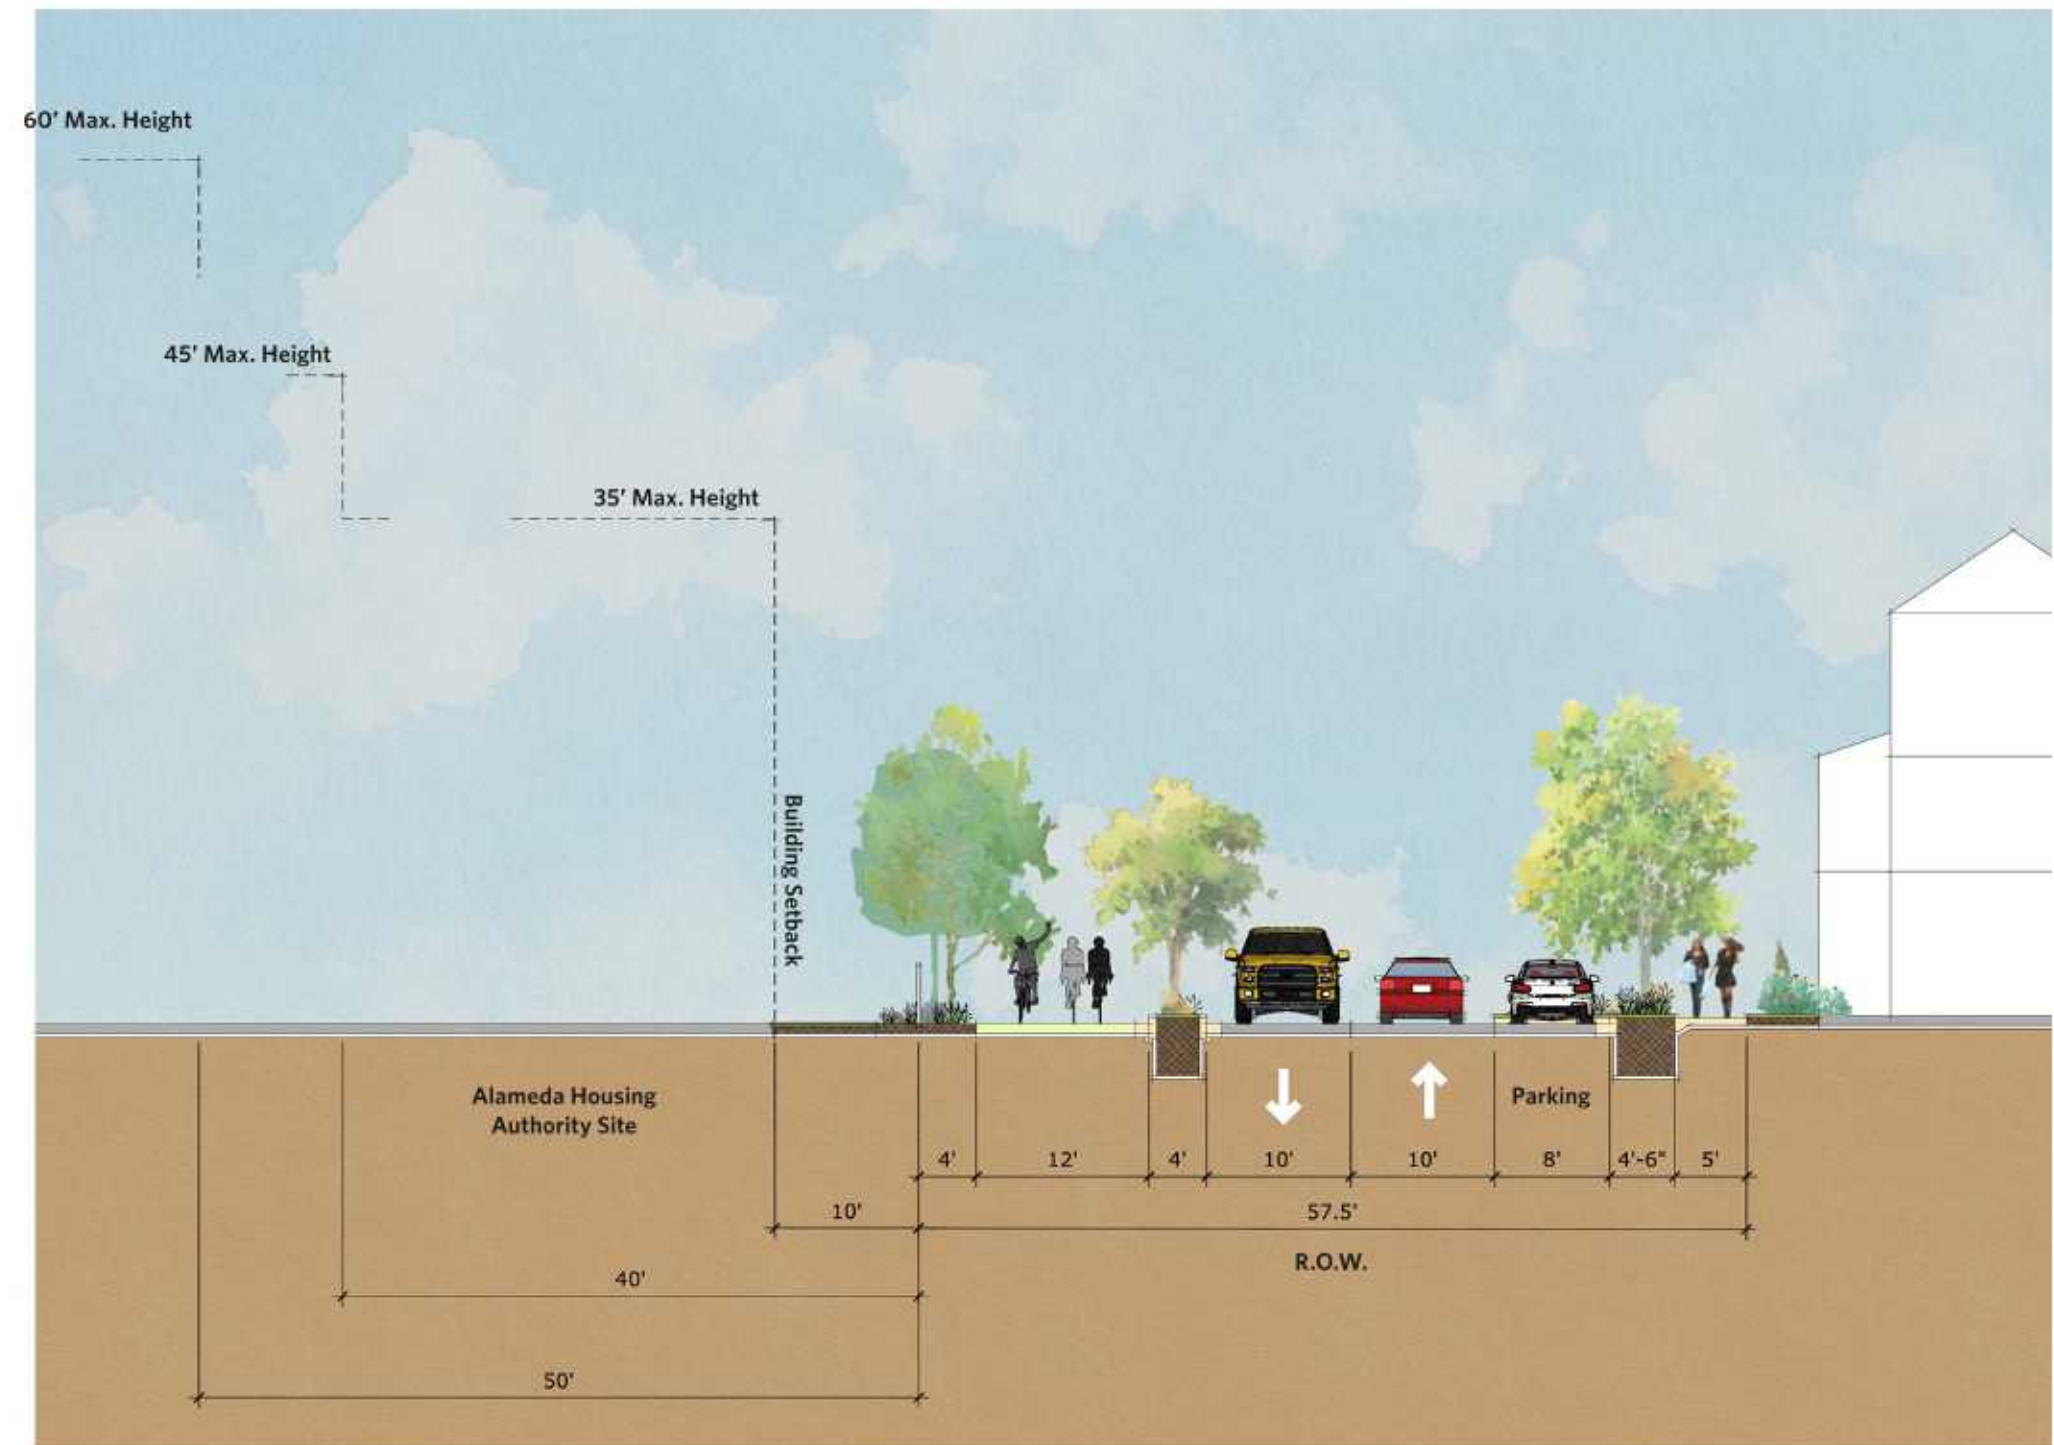 60' Max. Height
45' Max. Height
35' Max. Height
Building Setback
Alameda Housing
Authority Site
Parking
4'
12'
4'
10'
10'
8'
4'-6"
5'
10'
57.5'
R.O.W.
40'
50'